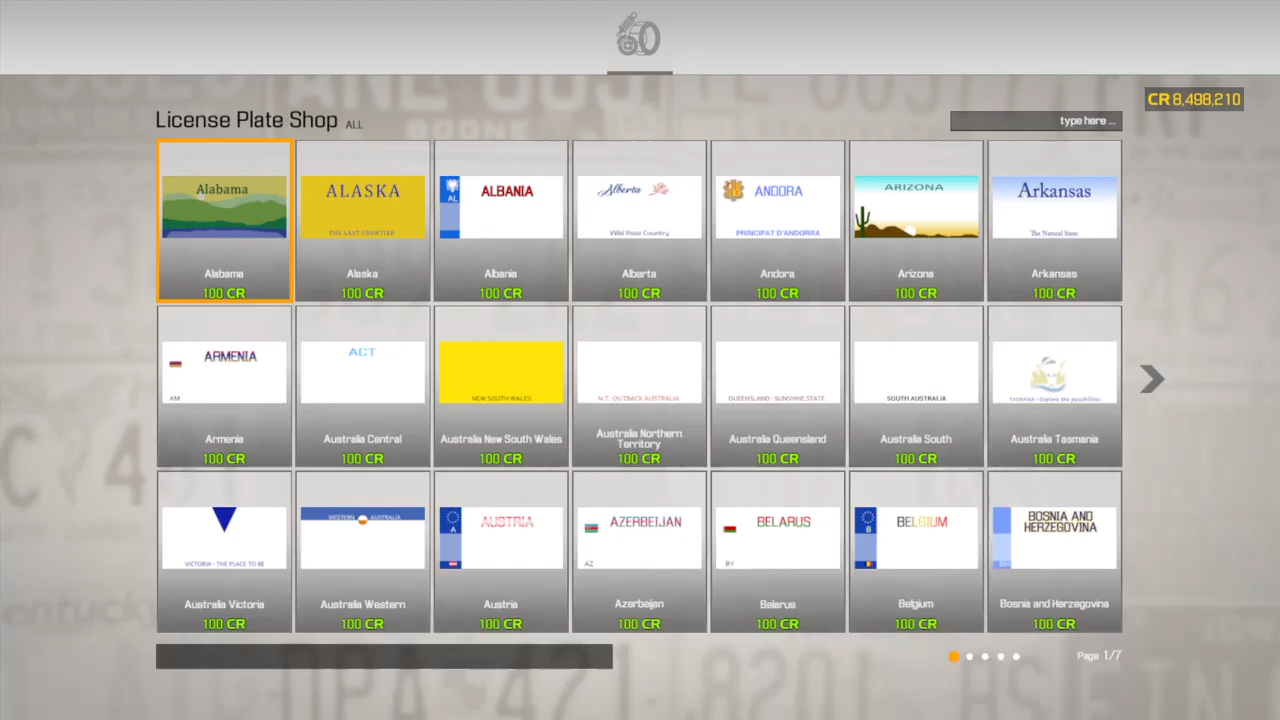 CR 8,498,210
License Plate Shop ALL
type here ...
Alabama
ALASKA
THE LAST FRONTIER
AL
ALBANIA
Alberta
Wild Rose Country
ANDORA
PRINCIPAT D'ANDORRA
ARIZONA
Arkansas
The Natural State
Alabama
Alaska
Albania
Alberta
Andora
Arizona
Arkansas
100 CR
100 CR
100 CR
100 CR
100 CR
100 CR
100 CR
ARMENIA
AM
ACT
NEW SOUTH WALES
N.T. OUTBACK AUSTRALIA
QUEENSLAND - SUNSHINE STATE
SOUTH AUSTRALIA
TASMANIA - Explore the possibilities
Armenia
Australia Central
Australia New South Wales
Australia Northern
Territory
Australia Queensland
Australia South
Australia Tasmania
100 CR
100 CR
100 CR
100 CR
100 CR
100 CR
100 CR
VICTORIA - THE PLACE TO BE
WESTERN AUSTRALIA
A
AUSTRIA
AZERBEIJAN
AZ
BELARUS
BY
B
BELGIUM
BOSNIA AND
HERZEGOVINA
BIH
Australia Victoria
Australia Western
Austria
Azerbeijan
Belarus
Belgium
Bosnia and Herzegovina
100 CR
100 CR
100 CR
100 CR
100 CR
100 CR
100 CR
Page 1/7